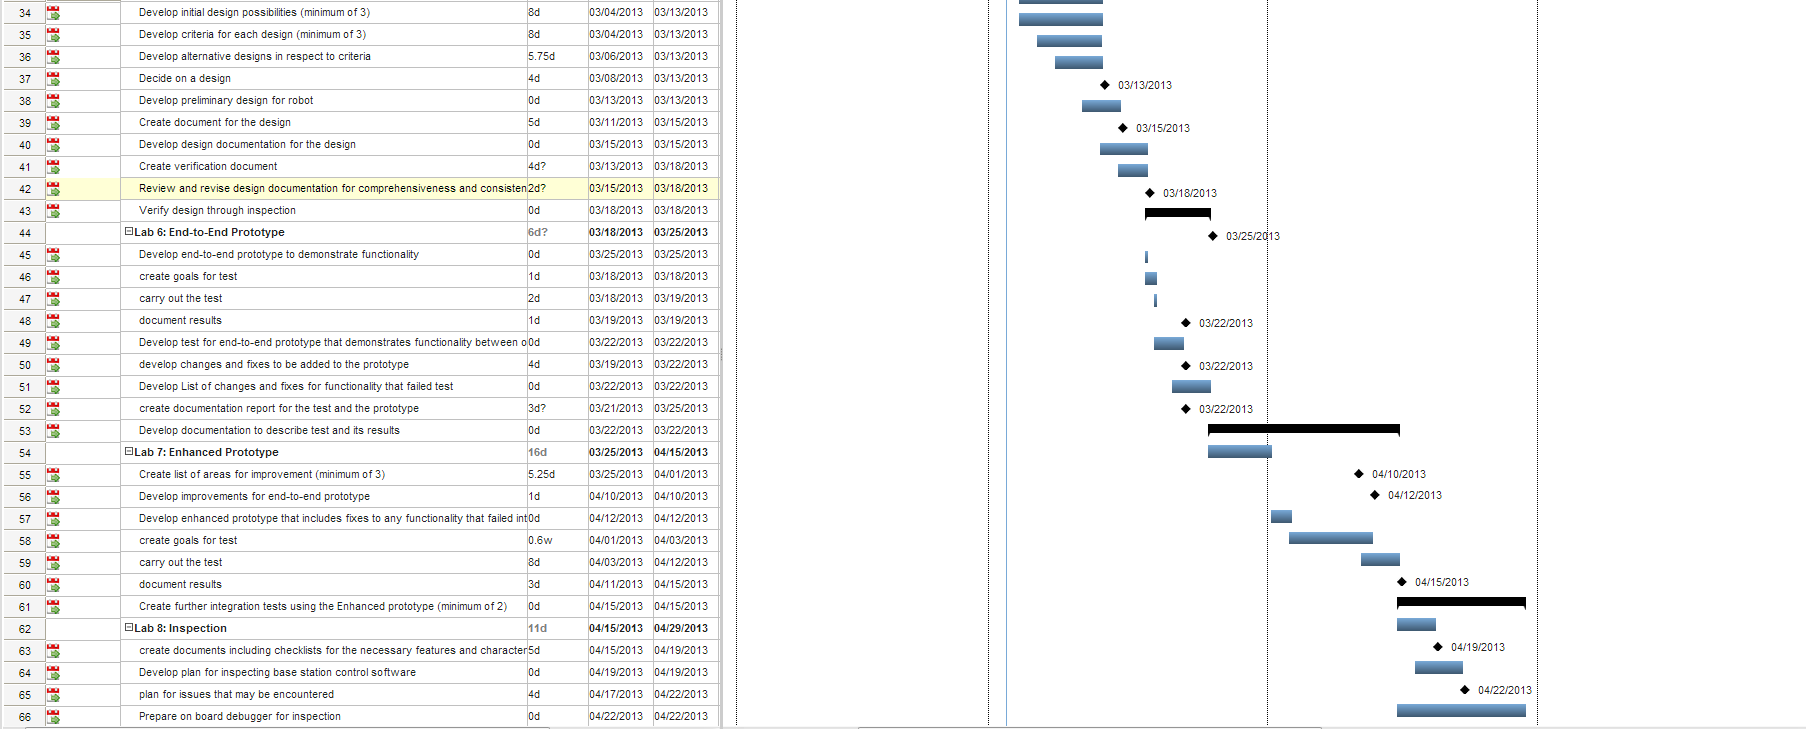 34 Develop initial design possibilities (minimum of 3) 8d 03/04/2013 03/13/2013
35 Develop criteria for each design (minimum of 3) 8d 03/04/2013 03/13/2013
36 Develop alternative designs in respect to criteria 5.75d 03/06/2013 03/13/2013
37 Decide on a design 4d 03/08/2013 03/13/2013 03/13/2013
38 Develop preliminary design for robot 0d 03/13/2013 03/13/2013
39 Create document for the design 5d 03/11/2013 03/15/2013 03/15/2013
40 Develop design documentation for the design 0d 03/15/2013 03/15/2013
41 Create verification document 4d? 03/13/2013 03/18/2013
42 Review and revise design documentation for comprehensiveness and consisten 2d? 03/15/2013 03/18/2013 03/18/2013
43 Verify design through inspection 0d 03/18/2013 03/18/2013
44 Lab 6: End-to-End Prototype 6d? 03/18/2013 03/25/2013 03/25/2013
45 Develop end-to-end prototype to demonstrate functionality 0d 03/25/2013 03/25/2013
46 create goals for test 1d 03/18/2013 03/18/2013
47 carry out the test 2d 03/18/2013 03/19/2013
48 document results 1d 03/19/2013 03/19/2013 03/22/2013
49 Develop test for end-to-end prototype that demonstrates functionality between o 0d 03/22/2013 03/22/2013
50 develop changes and fixes to be added to the prototype 4d 03/19/2013 03/22/2013 03/22/2013
51 Develop List of changes and fixes for functionality that failed test 0d 03/22/2013 03/22/2013
52 create documentation report for the test and the prototype 3d? 03/21/2013 03/25/2013 03/22/2013
53 Develop documentation to describe test and its results 0d 03/22/2013 03/22/2013
54 Lab 7: Enhanced Prototype 16d 03/25/2013 04/15/2013
55 Create list of areas for improvement (minimum of 3) 5.25d 03/25/2013 04/01/2013 04/10/2013
56 Develop improvements for end-to-end prototype 1d 04/10/2013 04/10/2013 04/12/2013
57 Develop enhanced prototype that includes fixes to any functionality that failed int 0d 04/12/2013 04/12/2013
58 create goals for test 0.6w 04/01/2013 04/03/2013
59 carry out the test 8d 04/03/2013 04/12/2013
60 document results 3d 04/11/2013 04/15/2013 04/15/2013
61 Create further integration tests using the Enhanced prototype (minimum of 2) 0d 04/15/2013 04/15/2013
62 Lab 8: Inspection 11d 04/15/2013 04/29/2013
63 create documents including checklists for the necessary features and character 5d 04/15/2013 04/19/2013 04/19/2013
64 Develop plan for inspecting base station control software 0d 04/19/2013 04/19/2013
65 plan for issues that may be encountered 4d 04/17/2013 04/22/2013 04/22/2013
66 Prepare on board debugger for inspection 0d 04/22/2013 04/22/2013